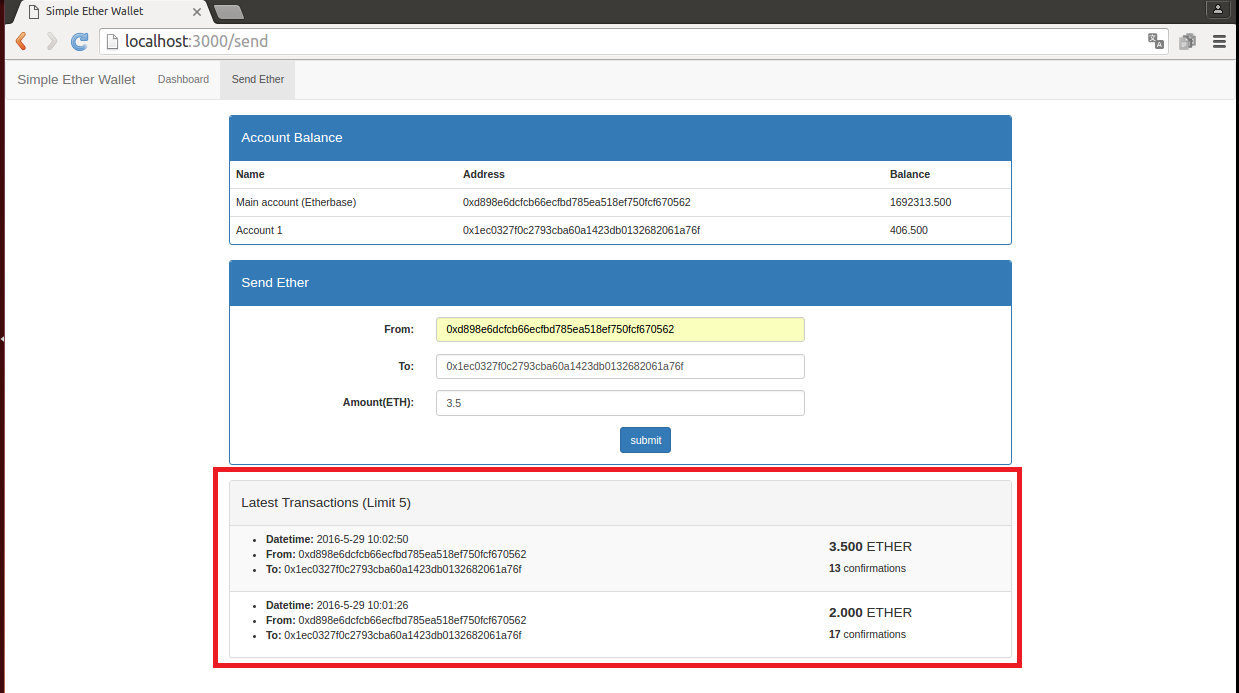 Simple Ether Wallet
localhost:3000/send
Simple Ether Wallet Dashboard Send Ether
Account Balance
Name Address Balance
Main account (Etherbase) 0xd898e6dcfcb66ecfbd785ea518ef750fcf670562 1692313.500
Account 1 0x1ec0327f0c2793cba60a1423db0132682061a76f 406.500
Send Ether
From: 0xd898e6dcfcb66ecfbd785ea518ef750fcf670562
To: 0x1ec0327f0c2793cba60a1423db0132682061a76f
Amount(ETH): 3.5
submit
Latest Transactions (Limit 5)
Datetime: 2016-5-29 10:02:50
From: 0xd898e6dcfcb66ecfbd785ea518ef750fcf670562
To: 0x1ec0327f0c2793cba60a1423db0132682061a76f
3.500 ETHER
13 confirmations
Datetime: 2016-5-29 10:01:26
From: 0xd898e6dcfcb66ecfbd785ea518ef750fcf670562
To: 0x1ec0327f0c2793cba60a1423db0132682061a76f
2.000 ETHER
17 confirmations